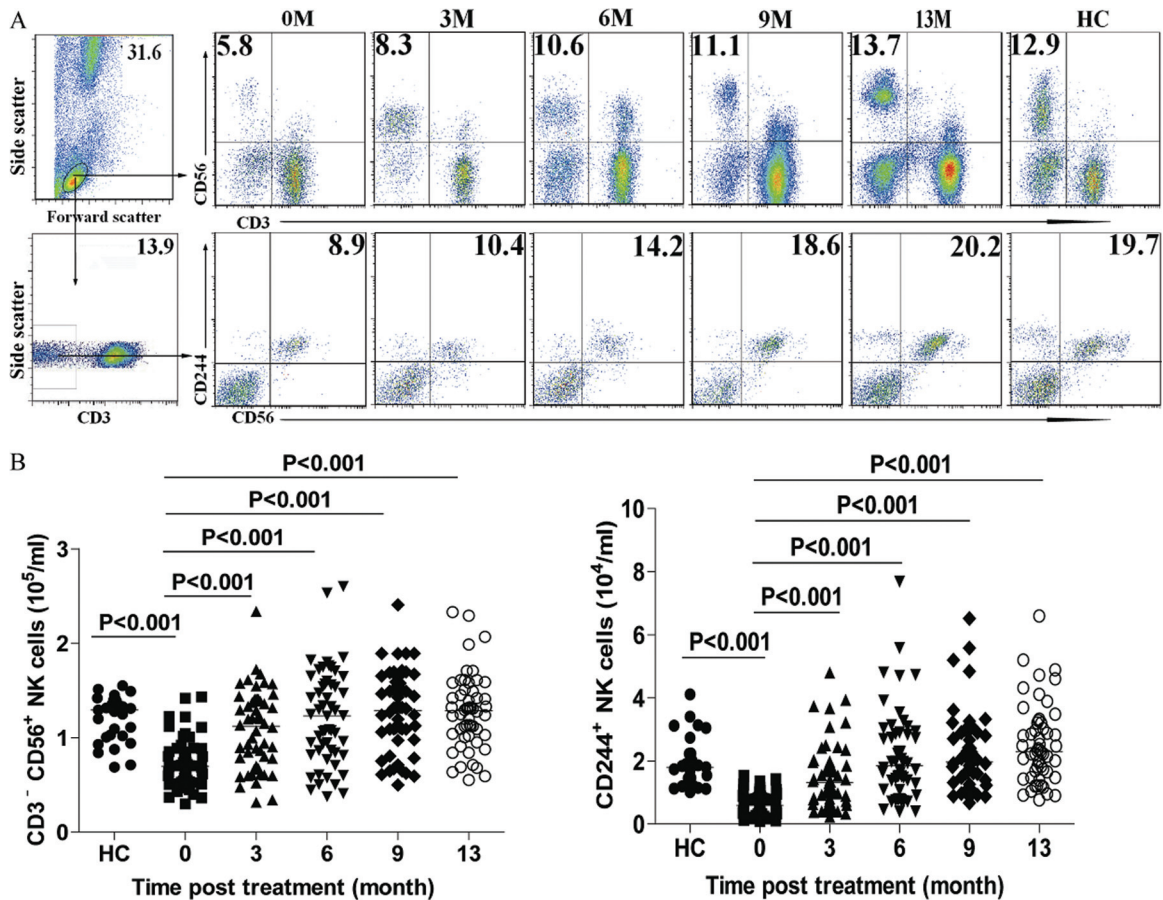 A
0M 3M 6M 9M 13M HC
31.6 5.8 8.3 10.6 11.1 13.7 12.9
Side scatter
CD56
Forward scatter
CD3
13.9 8.9 10.4 14.2 18.6 20.2 19.7
Side scatter
CD244
CD3
CD56
B
P<0.001
P<0.001
P<0.001
P<0.001
P<0.001
CD3⁻ CD56⁺ NK cells (10⁵/ml)
3
2
1
0
HC 0 3 6 9 13
Time post treatment (month)
P<0.001
P<0.001
P<0.001
P<0.001
P<0.001
CD244⁺ NK cells (10⁴/ml)
10
8
6
4
2
0
HC 0 3 6 9 13
Time post treatment (month)